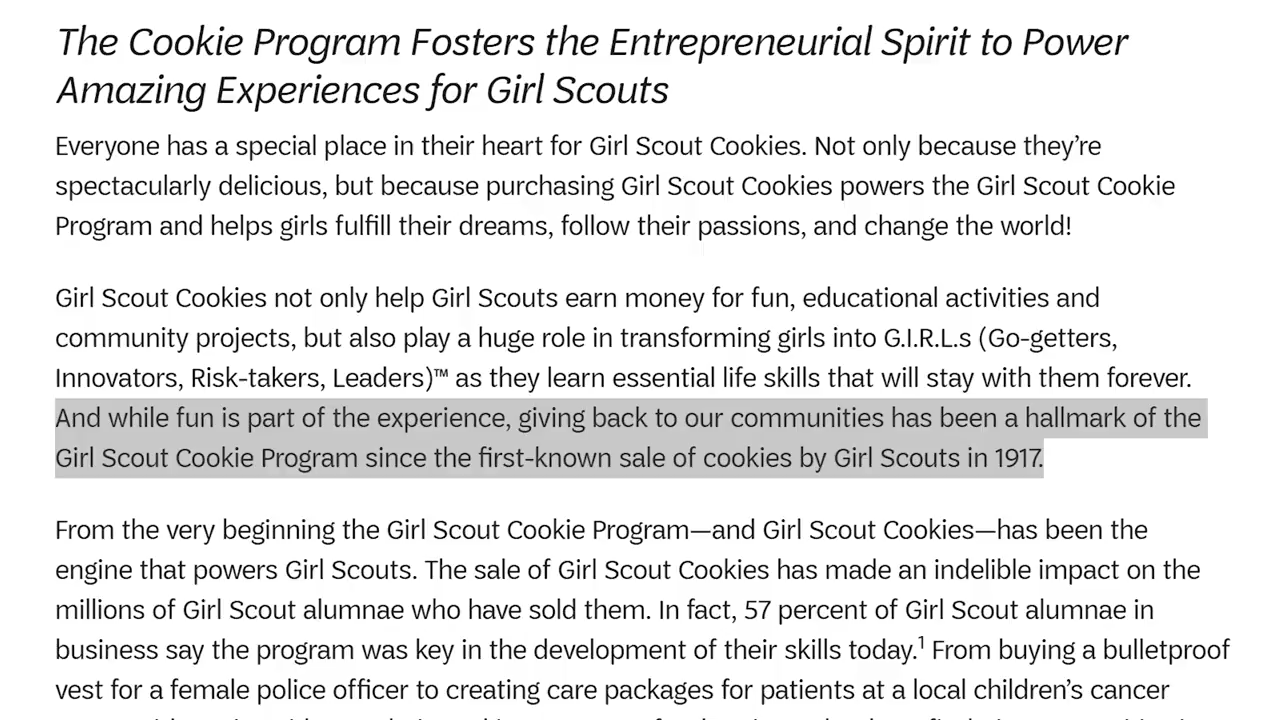 The Cookie Program Fosters the Entrepreneurial Spirit to Power
Amazing Experiences for Girl Scouts
Everyone has a special place in their heart for Girl Scout Cookies. Not only because they’re
spectacularly delicious, but because purchasing Girl Scout Cookies powers the Girl Scout Cookie
Program and helps girls fulfill their dreams, follow their passions, and change the world!
Girl Scout Cookies not only help Girl Scouts earn money for fun, educational activities and
community projects, but also play a huge role in transforming girls into G.I.R.L.s (Go-getters,
Innovators, Risk-takers, Leaders)™ as they learn essential life skills that will stay with them forever.
And while fun is part of the experience, giving back to our communities has been a hallmark of the
Girl Scout Cookie Program since the first-known sale of cookies by Girl Scouts in 1917.
From the very beginning the Girl Scout Cookie Program—and Girl Scout Cookies—has been the
engine that powers Girl Scouts. The sale of Girl Scout Cookies has made an indelible impact on the
millions of Girl Scout alumnae who have sold them. In fact, 57 percent of Girl Scout alumnae in
business say the program was key in the development of their skills today.¹ From buying a bulletproof
vest for a female police officer to creating care packages for patients at a local children’s cancer